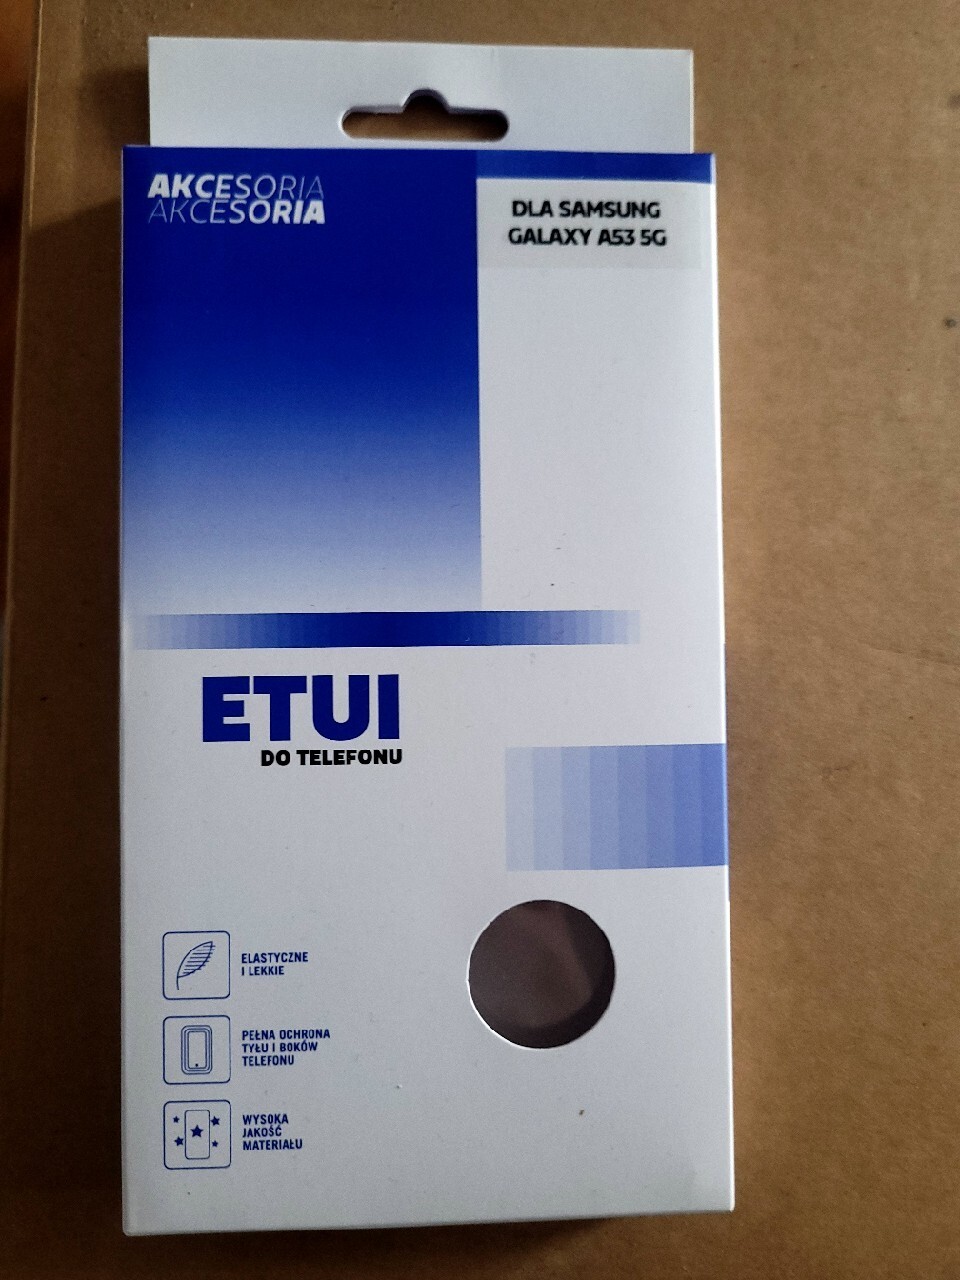 AKCESORIA
AKCESORIA
DLA SAMSUNG
GALAXY A53 5G
ETUI
DO TELEFONU
ELASTYCZNE
I LEKKIE
PEŁNA OCHRONA
TYŁU I BOKÓW
TELEFONU
WYSOKA
JAKOŚĆ
MATERIAŁU